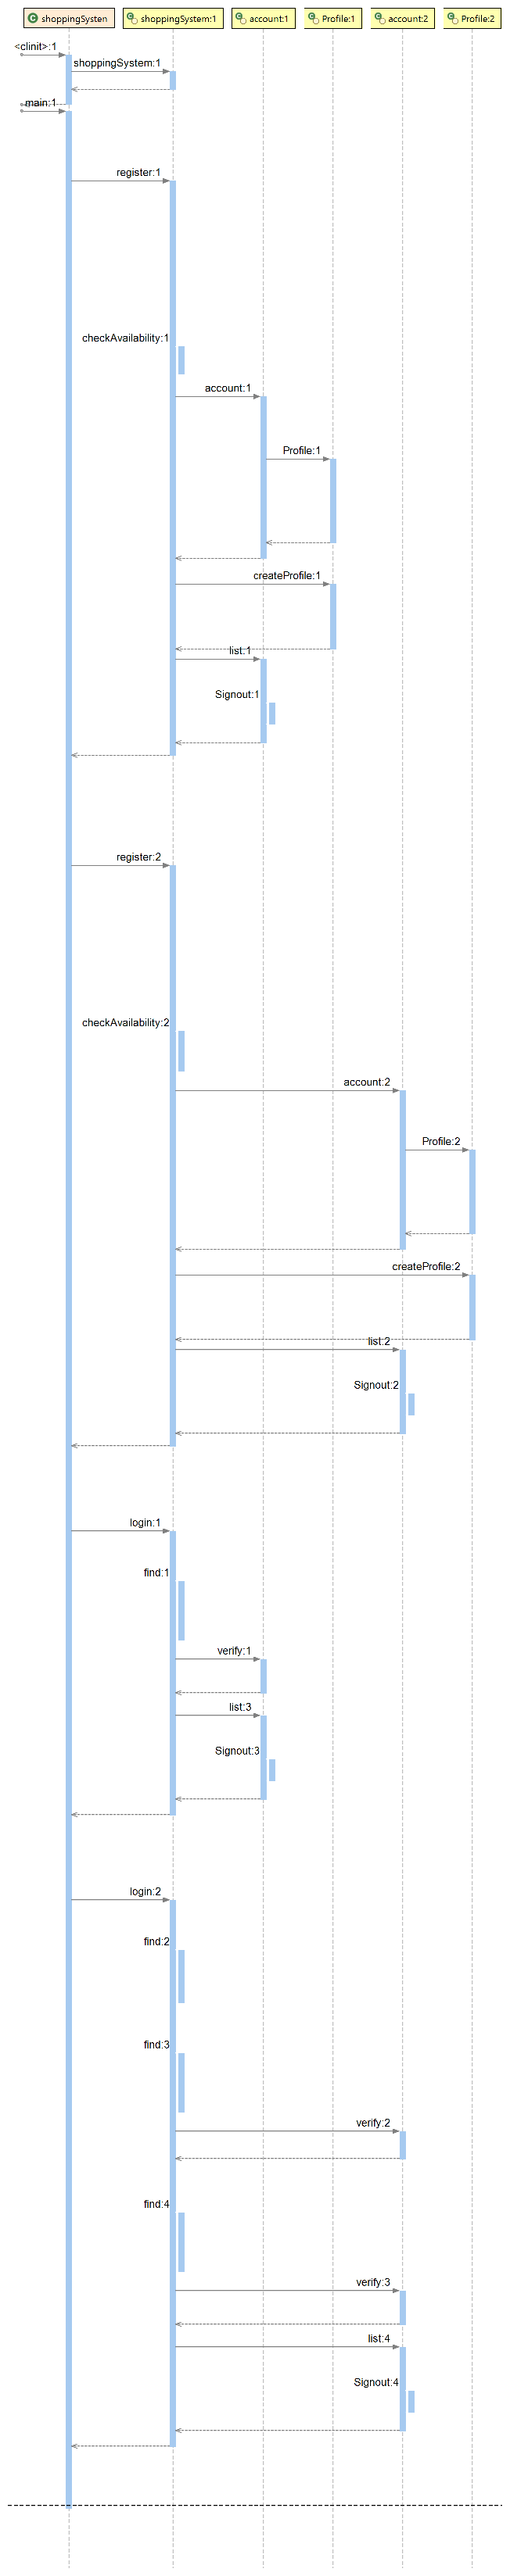 shoppingSysten
shoppingSystem:1
account:1
Profile:1
account:2
Profile:2
<clinit>:1
shoppingSystem:1
main:1
register:1
checkAvailability:1
account:1
Profile:1
createProfile:1
list:1
Signout:1
register:2
checkAvailability:2
account:2
Profile:2
createProfile:2
list:2
Signout:2
login:1
find:1
verify:1
list:3
Signout:3
login:2
find:2
find:3
verify:2
find:4
verify:3
list:4
Signout:4